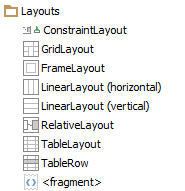 Layouts
ConstraintLayout
GridLayout
FrameLayout
LinearLayout (horizontal)
LinearLayout (vertical)
RelativeLayout
TableLayout
TableRow
<fragment>